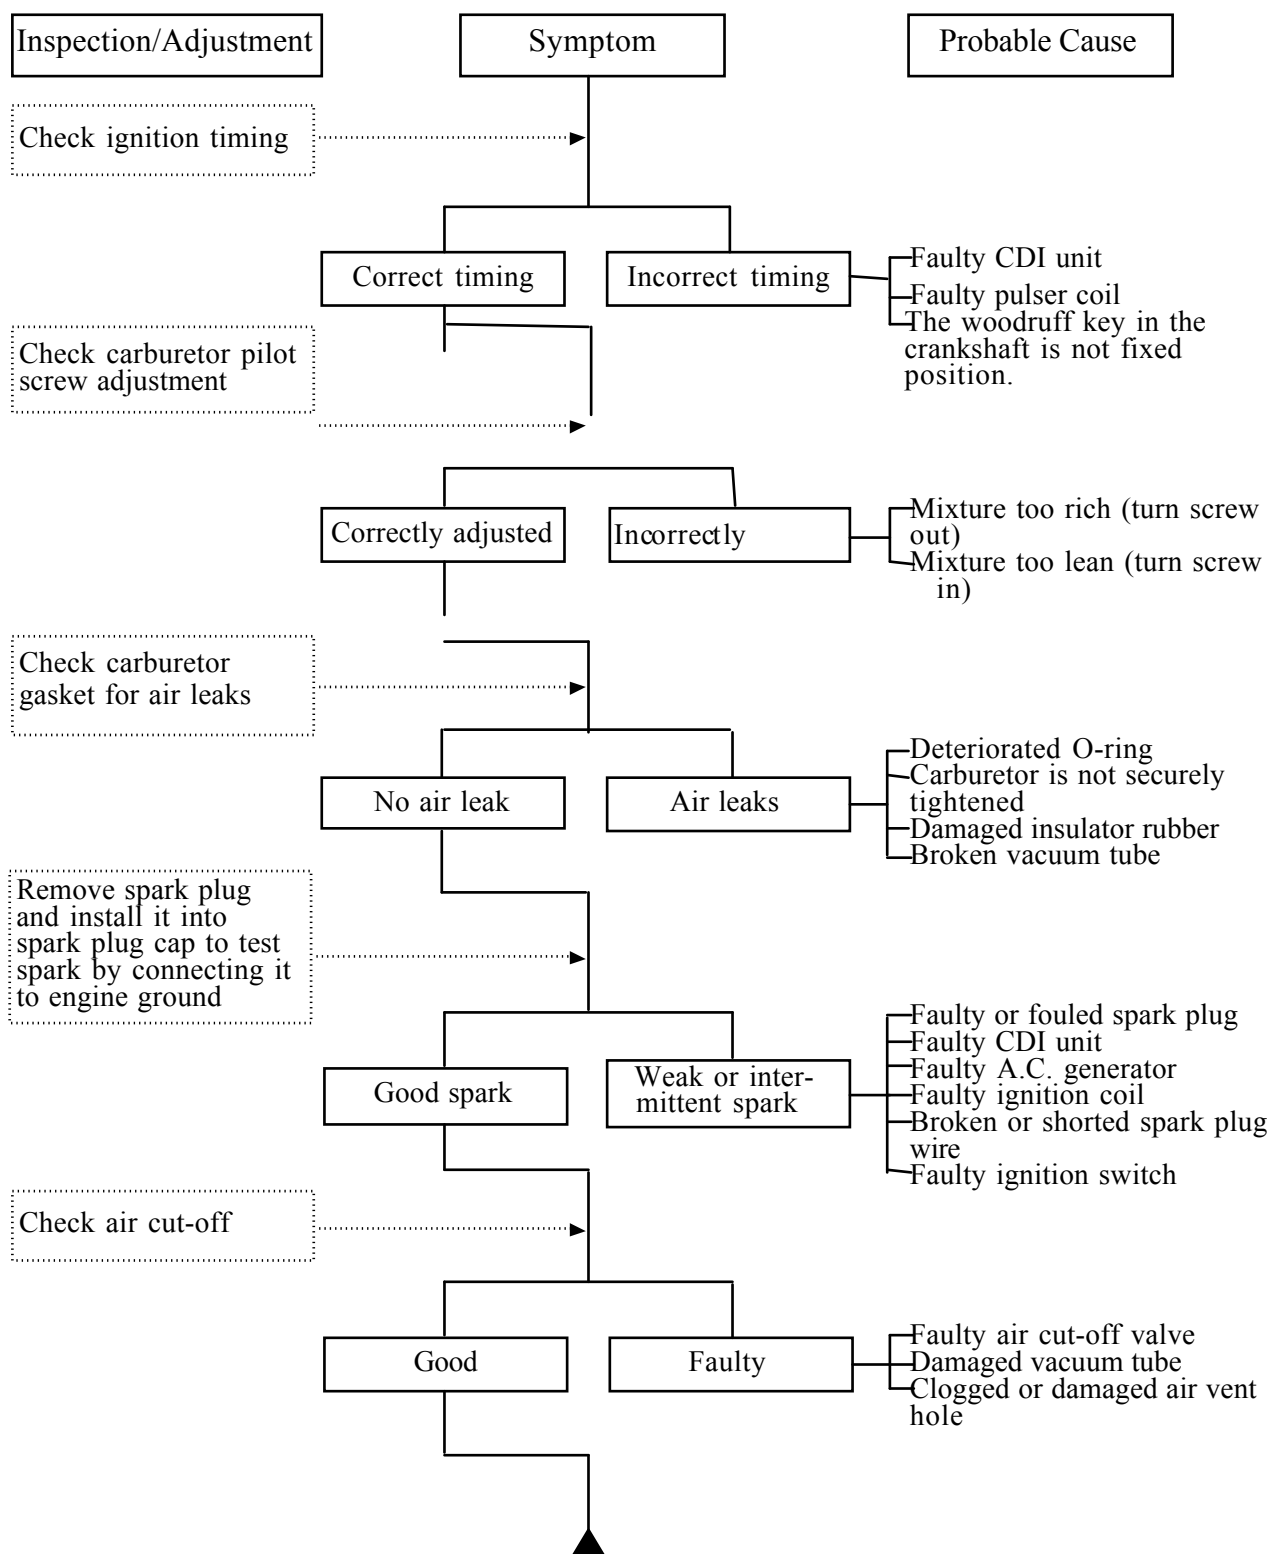 Inspection/Adjustment
Symptom
Probable Cause
Check ignition timing
Correct timing
Incorrect timing
Faulty CDI unit
Faulty pulser coil
The woodruff key in the
crankshaft is not fixed
position.
Check carburetor pilot
screw adjustment
Correctly adjusted
Incorrectly
Mixture too rich (turn screw
out)
Mixture too lean (turn screw
in)
Check carburetor
gasket for air leaks
No air leak
Air leaks
Deteriorated O-ring
Carburetor is not securely
tightened
Damaged insulator rubber
Broken vacuum tube
Remove spark plug
and install it into
spark plug cap to test
spark by connecting it
to engine ground
Good spark
Weak or inter-
mittent spark
Faulty or fouled spark plug
Faulty CDI unit
Faulty A.C. generator
Faulty ignition coil
Broken or shorted spark plug
wire
Faulty ignition switch
Check air cut-off
Good
Faulty
Faulty air cut-off valve
Damaged vacuum tube
Clogged or damaged air vent
hole